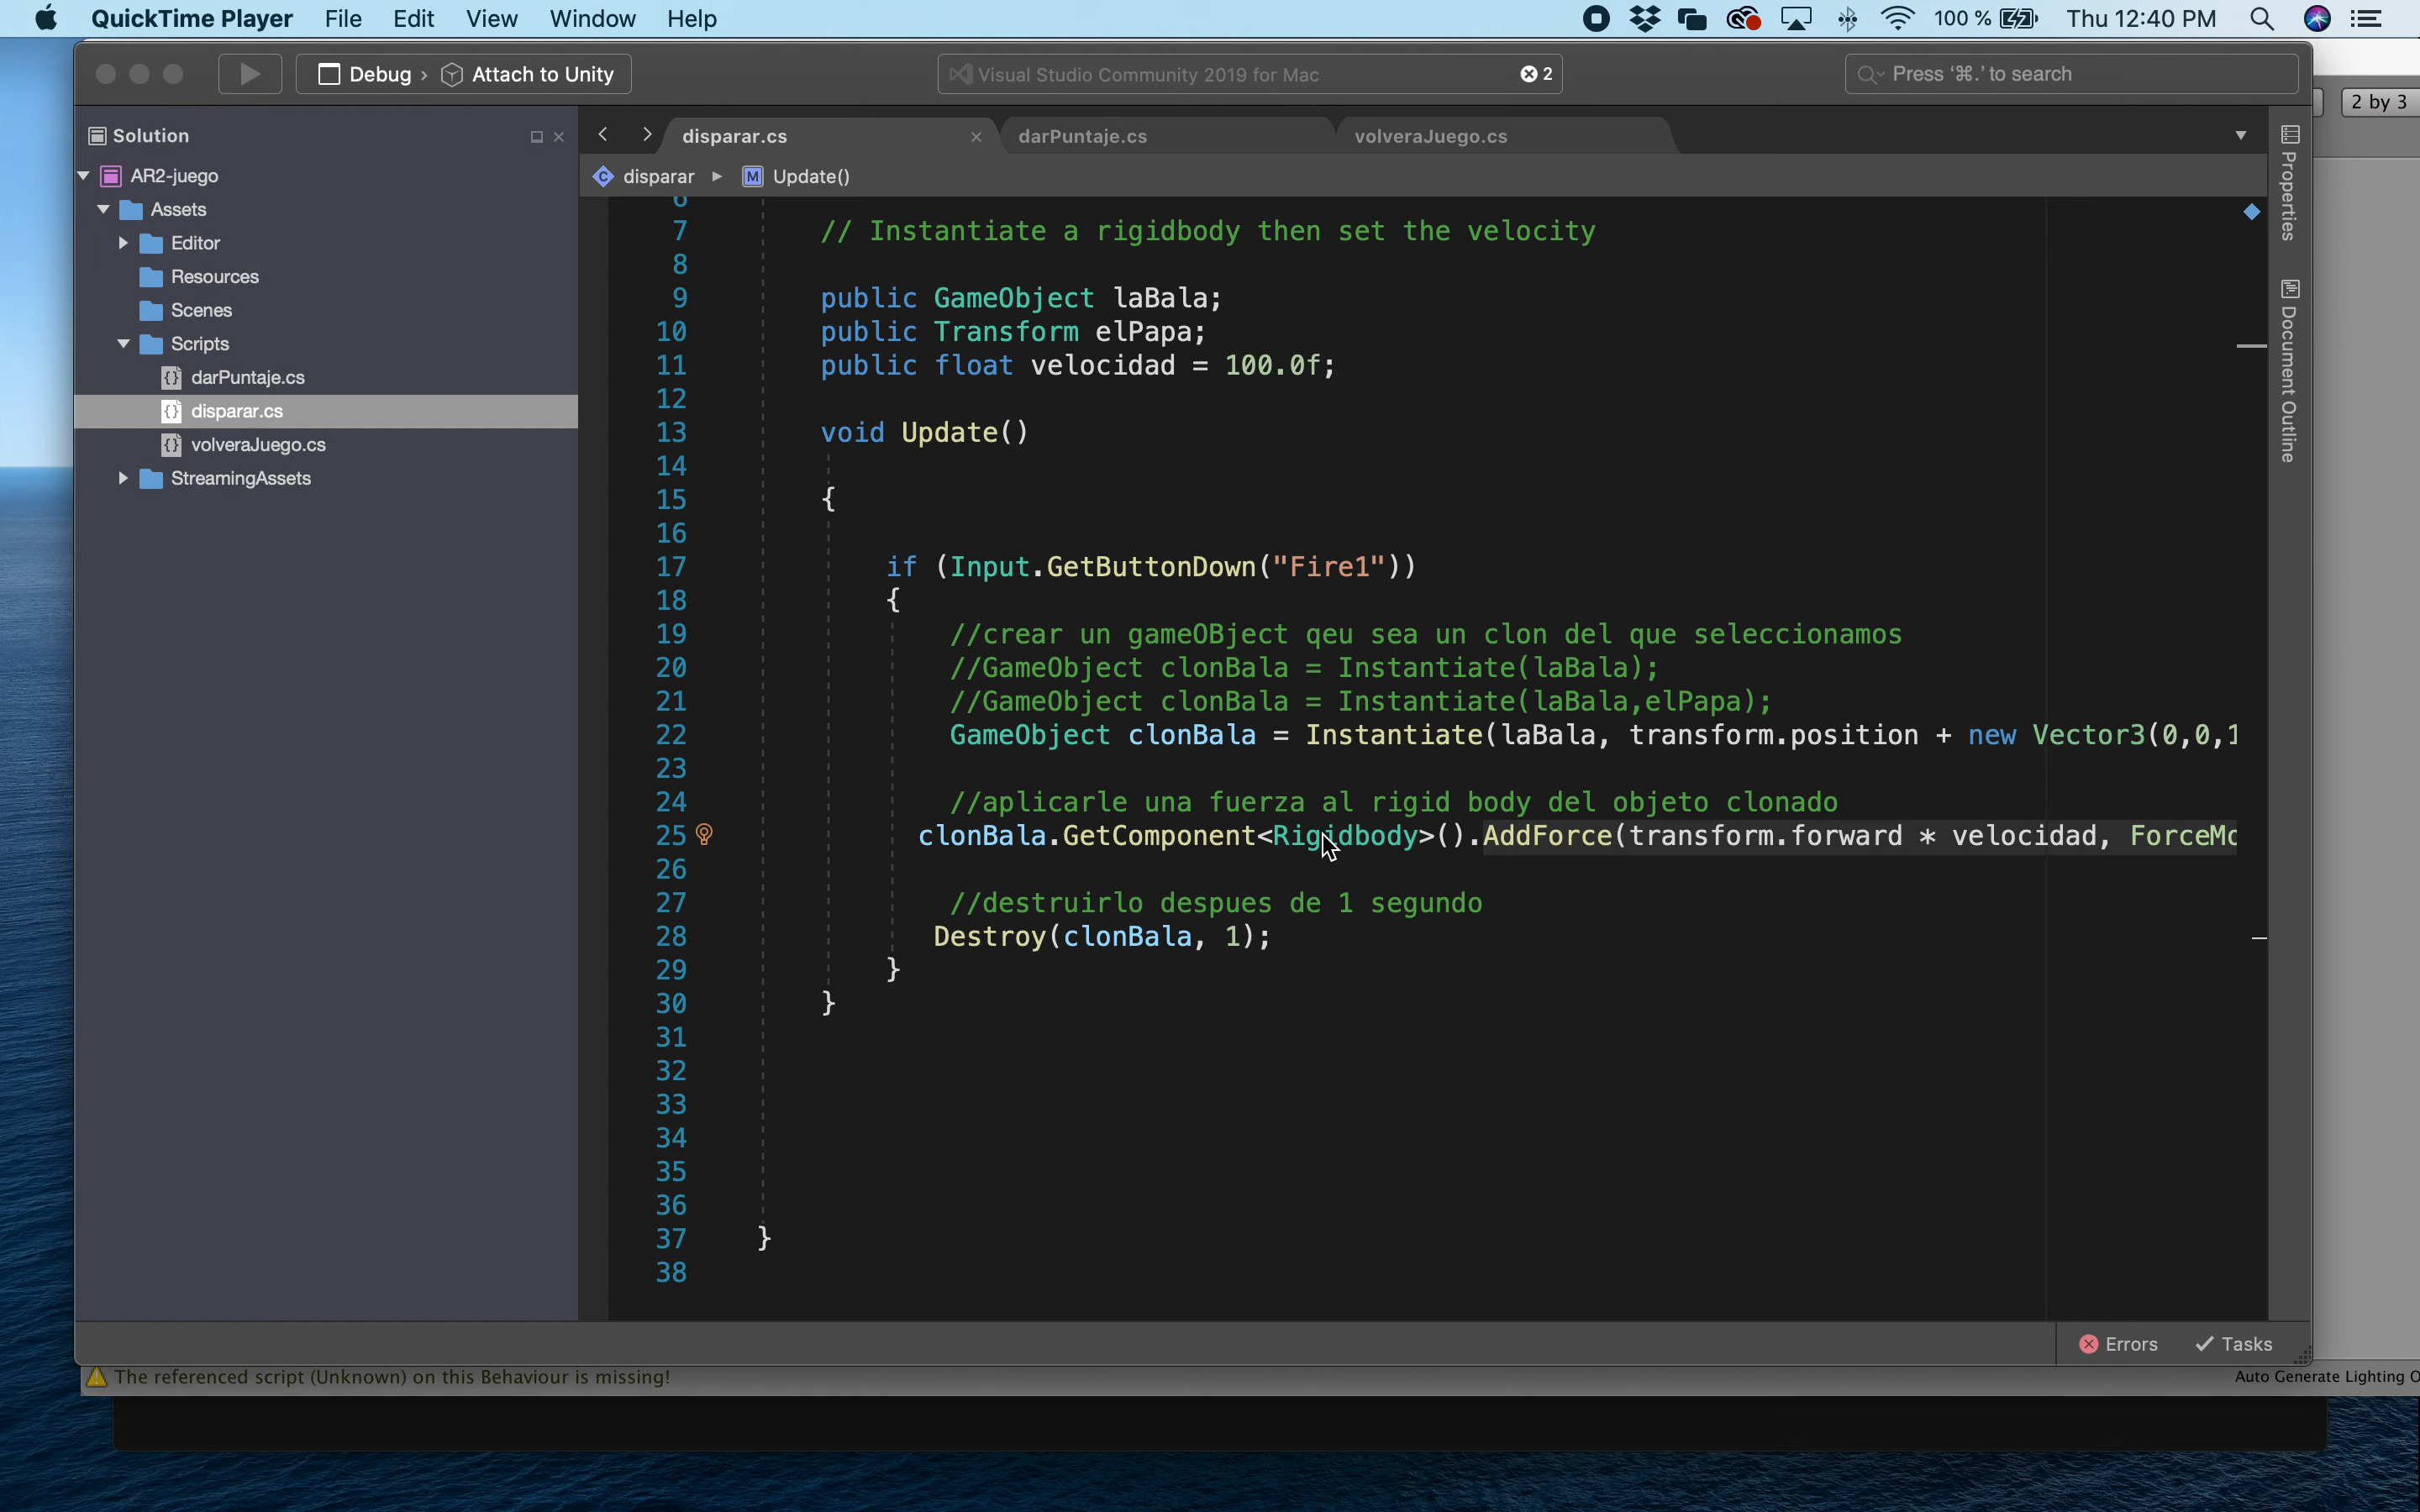 QuickTime Player File Edit View Window Help 100 % Thu 12:40 PM
Debug › Attach to Unity Visual Studio Community 2019 for Mac 2 Press ‘⌘.’ to search
2 by 3
Solution
disparar.cs darPuntaje.cs volveraJuego.cs
disparar Update()
AR2-juego
Assets
Editor
Resources
Scenes
Scripts
darPuntaje.cs
disparar.cs
volveraJuego.cs
StreamingAssets
Properties
Document Outline
6
7 // Instantiate a rigidbody then set the velocity
8
9 public GameObject laBala;
10 public Transform elPapa;
11 public float velocidad = 100.0f;
12
13 void Update()
14
15 {
16
17 if (Input.GetButtonDown("Fire1"))
18 {
19 //crear un gameOBject qeu sea un clon del que seleccionamos
20 //GameObject clonBala = Instantiate(laBala);
21 //GameObject clonBala = Instantiate(laBala,elPapa);
22 GameObject clonBala = Instantiate(laBala, transform.position + new Vector3(0,0,1
23
24 //aplicarle una fuerza al rigid body del objeto clonado
25 clonBala.GetComponent<Rigidbody>().AddForce(transform.forward * velocidad, ForceMo
26
27 //destruirlo despues de 1 segundo
28 Destroy(clonBala, 1);
29 }
30 }
31
32
33
34
35
36
37 }
38
Errors Tasks
The referenced script (Unknown) on this Behaviour is missing! Auto Generate Lighting O